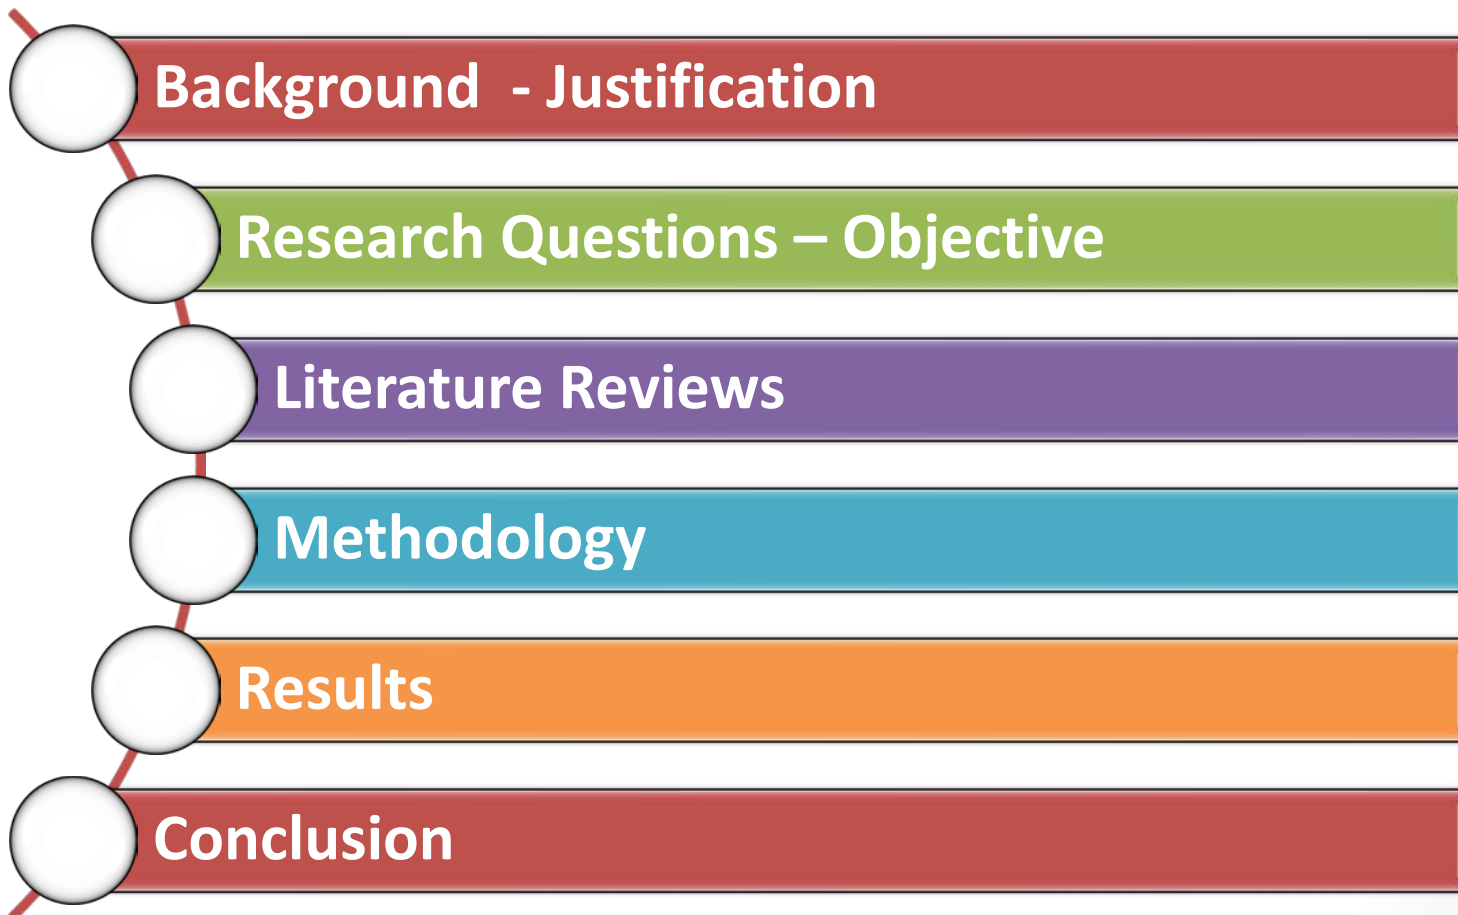 Background  - Justification
Research Questions – Objective
Literature Reviews
Methodology
Results
Conclusion